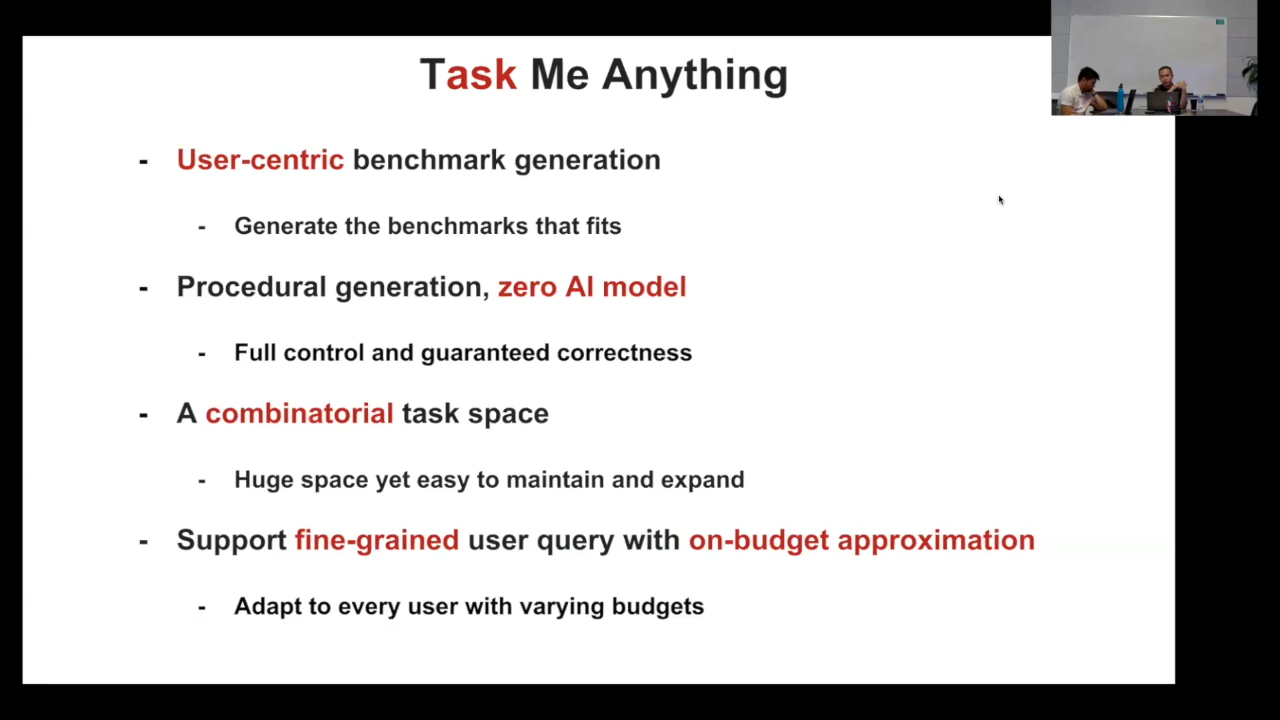 Task Me Anything
- User-centric benchmark generation
- Generate the benchmarks that fits
- Procedural generation, zero AI model
- Full control and guaranteed correctness
- A combinatorial task space
- Huge space yet easy to maintain and expand
- Support fine-grained user query with on-budget approximation
- Adapt to every user with varying budgets